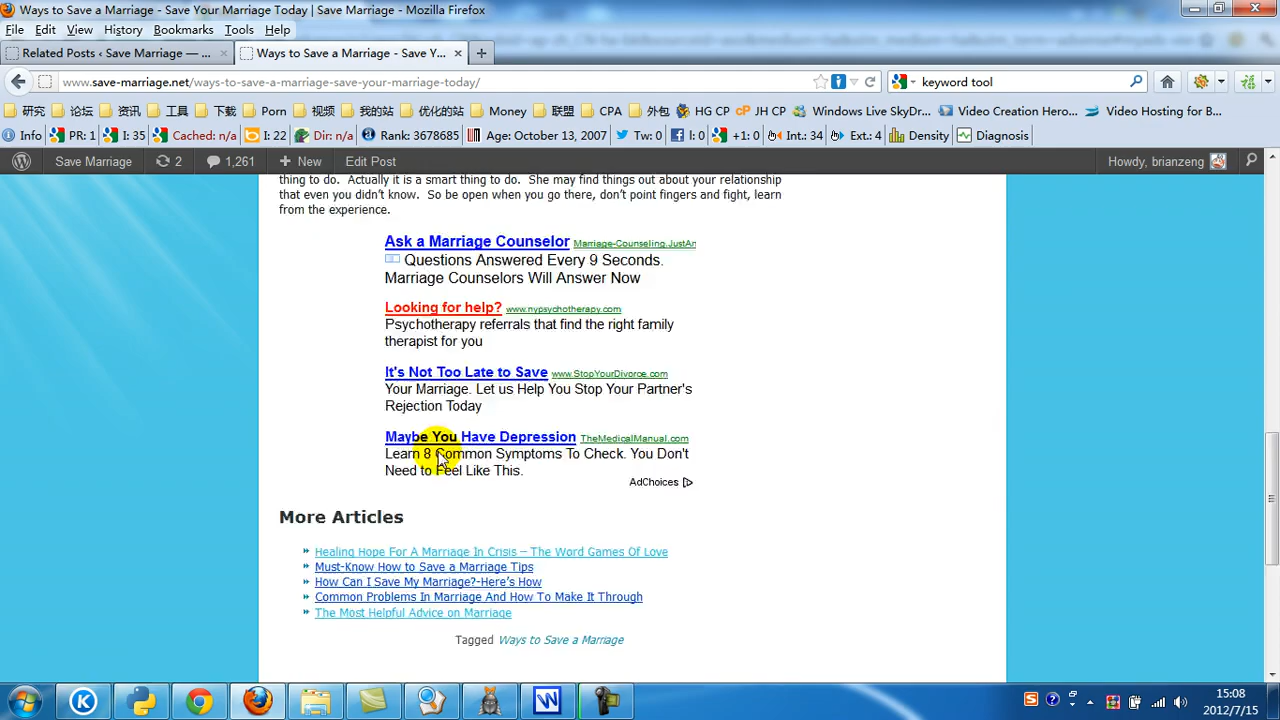 Ways to Save a Marriage - Save Your Marriage Today | Save Marriage - Mozilla Firefox
File Edit View History Bookmarks Tools Help
Related Posts ‹ Save Marriage — ... Ways to Save a Marriage - Save Y...
www.save-marriage.net/ways-to-save-a-marriage-save-your-marriage-today/ keyword tool
研究 论坛 资讯 工具 下载 Porn 视频 我的站 优化的站 Money 联盟 CPA 外包 HG CP JH CP Windows Live SkyDr... Video Creation Hero... Video Hosting for B...
Info PR: 1 I: 35 Cached: n/a I: 22 Dir: n/a Rank: 3678685 Age: October 13, 2007 Tw: 0 I: 0 +1: 0 Int.: 34 Ext.: 4 Density Diagnosis
Save Marriage 2 1,261 New Edit Post Howdy, brianzeng
thing to do. Actually it is a smart thing to do. She may find things out about your relationship
that even you didn't know. So be open when you go there, don't point fingers and fight, learn
from the experience.
Ask a Marriage Counselor Marriage-Counseling.JustAn
Questions Answered Every 9 Seconds.
Marriage Counselors Will Answer Now
Looking for help? www.nypsychotherapy.com
Psychotherapy referrals that find the right family
therapist for you
It's Not Too Late to Save www.StopYourDivorce.com
Your Marriage. Let us Help You Stop Your Partner's
Rejection Today
Maybe You Have Depression TheMedicalManual.com
Learn 8 Common Symptoms To Check. You Don't
Need to Feel Like This.
AdChoices
More Articles
Healing Hope For A Marriage In Crisis – The Word Games Of Love
Must-Know How to Save a Marriage Tips
How Can I Save My Marriage?-Here's How
Common Problems In Marriage And How To Make It Through
The Most Helpful Advice on Marriage
Tagged Ways to Save a Marriage
15:08
2012/7/15